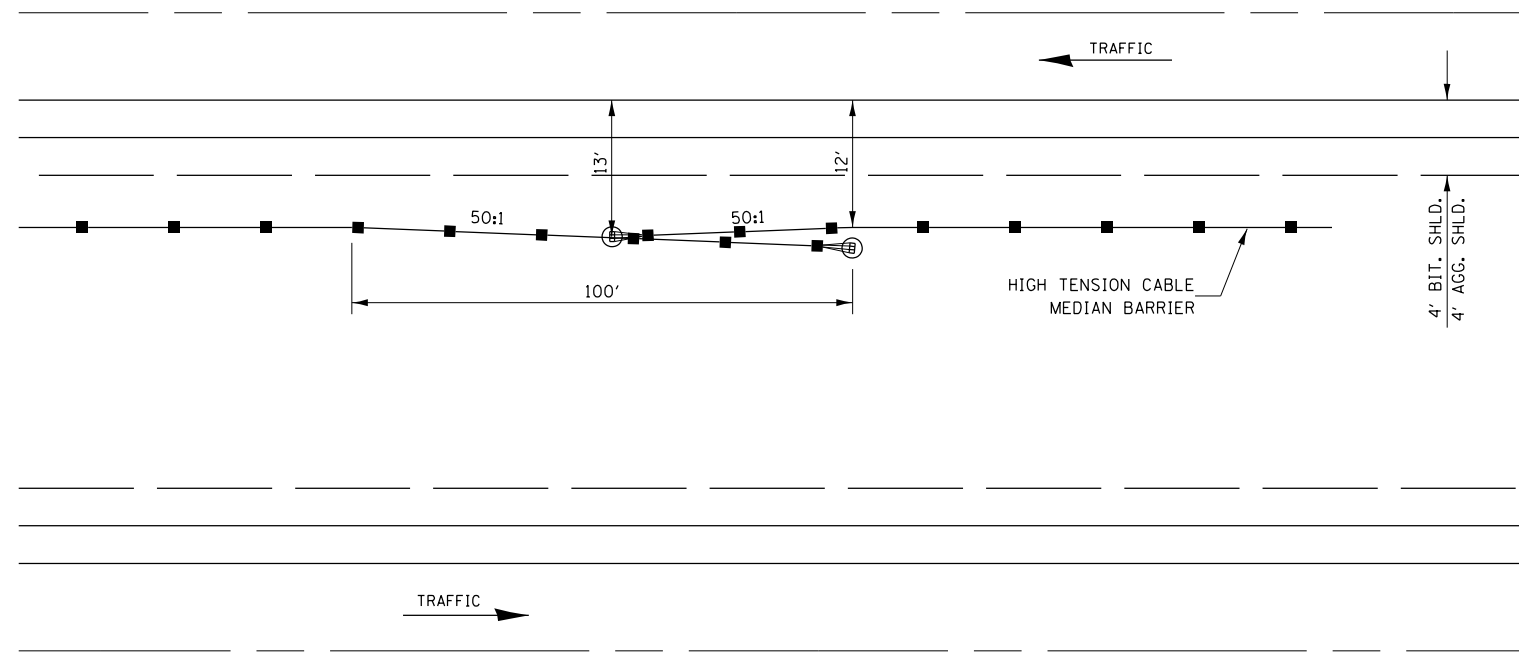 TRAFFIC
13'
12'
50:1
50:1
100'
HIGH TENSION CABLE
MEDIAN BARRIER
4' BIT. SHLD.
4' AGG. SHLD.
TRAFFIC